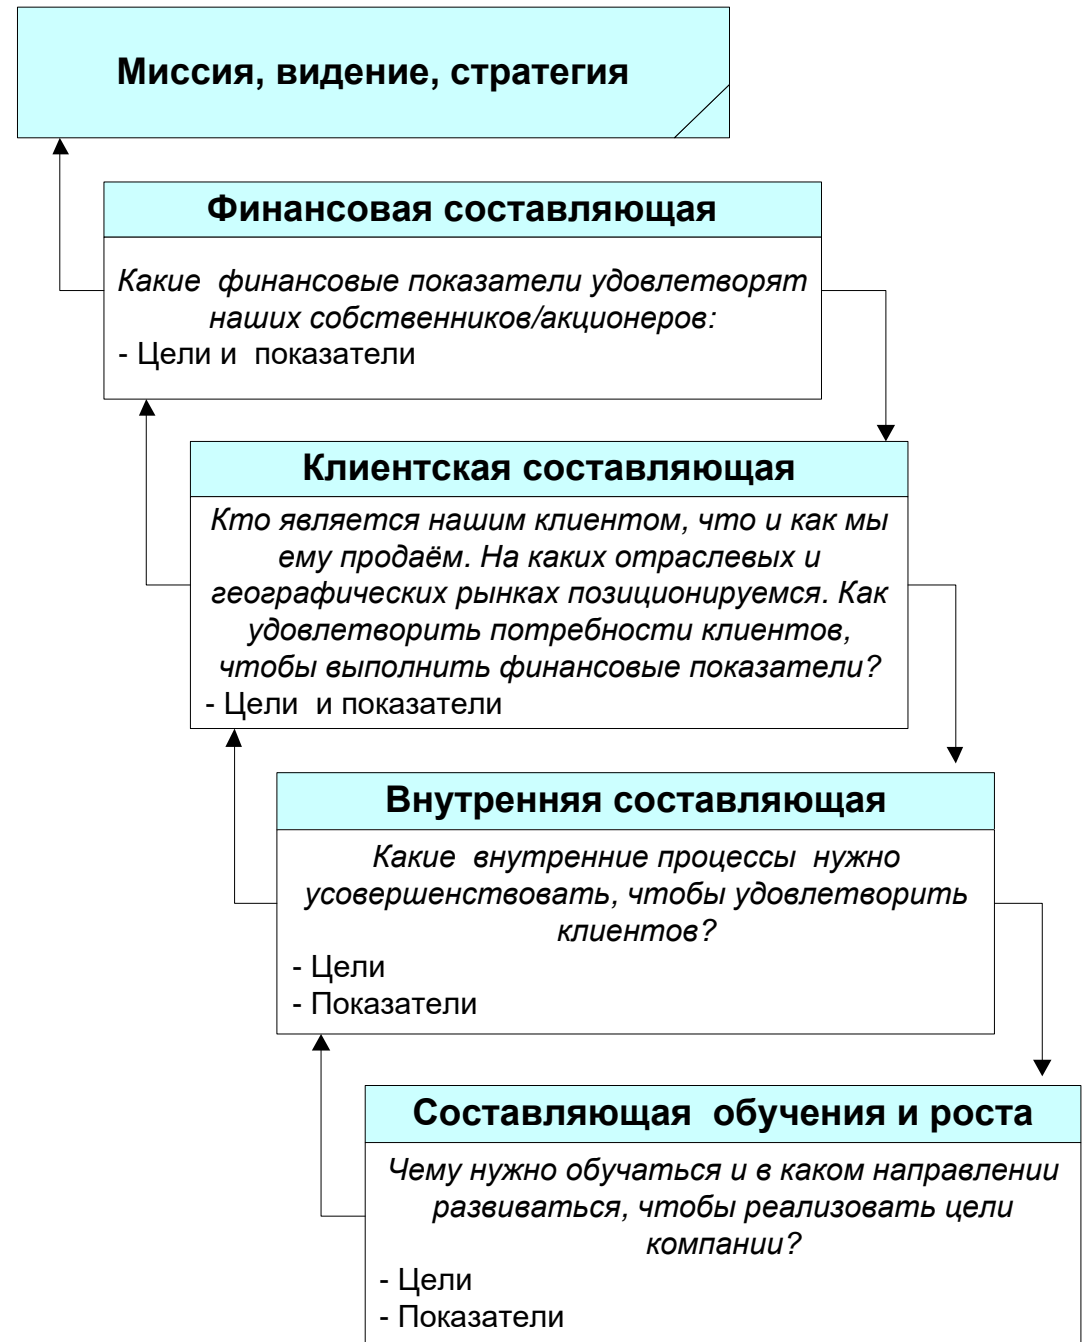 Миссия, видение, стратегия
Финансовая составляющая
Какие финансовые показатели удовлетворят
наших собственников/акционеров:
- Цели и показатели
Клиентская составляющая
Кто является нашим клиентом, что и как мы
ему продаём. На каких отраслевых и
географических рынках позиционируемся. Как
удовлетворить потребности клиентов,
чтобы выполнить финансовые показатели?
- Цели и показатели
Внутренняя составляющая
Какие внутренние процессы нужно
усовершенствовать, чтобы удовлетворить
клиентов?
- Цели
- Показатели
Составляющая обучения и роста
Чему нужно обучаться и в каком направлении
развиваться, чтобы реализовать цели
компании?
- Цели
- Показатели